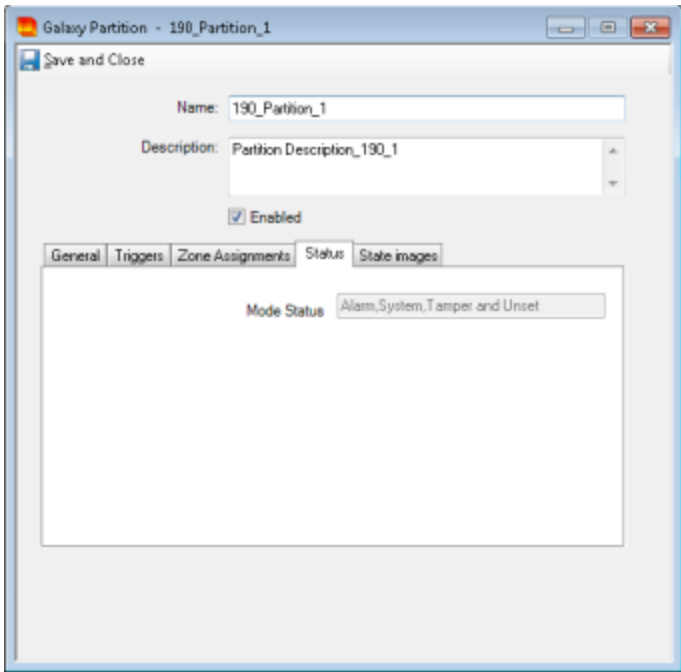 Galaxy Partition - 190_Partition_1
Save and Close
Name: 190_Partition_1
Description: Partition Description_190_1
Enabled
General Triggers Zone Assignments Status State images
Mode Status Alarm,System,Tamper and Unset